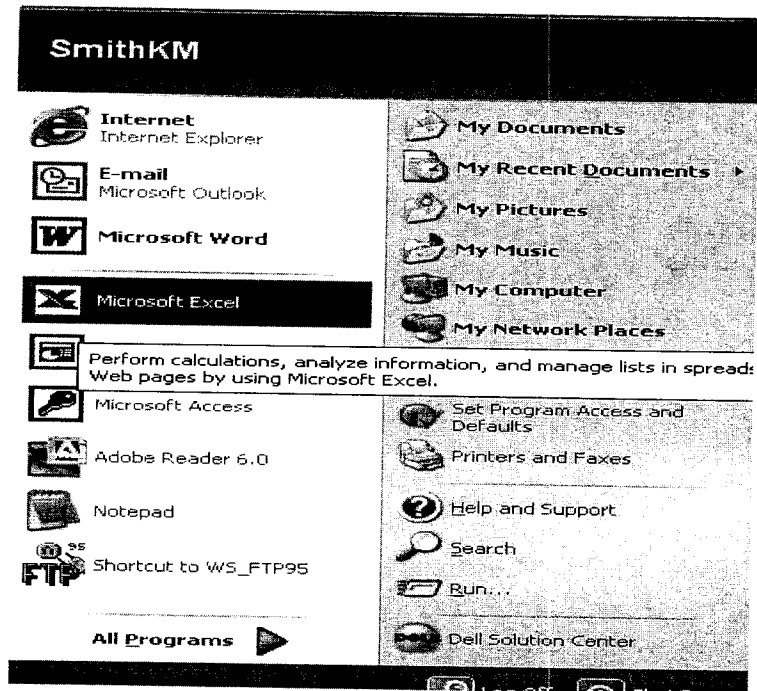 SmithKM
Internet
Internet Explorer
E-mail
Microsoft Outlook
Microsoft Word
Microsoft Excel
Perform calculations, analyze information, and manage lists in
Web pages by using Microsoft Excel.
Microsoft Access
Adobe Reader 6.0
Notepad
95
FTP
Shortcut to WS_FTP95
All Programs
My Documents
My Recent Documents
My Pictures
My Music
My Computer
My Network Places
Set Program Access and
Defaults
Printers and Faxes
Help and Support
Search
Run...
Dell Solution Center